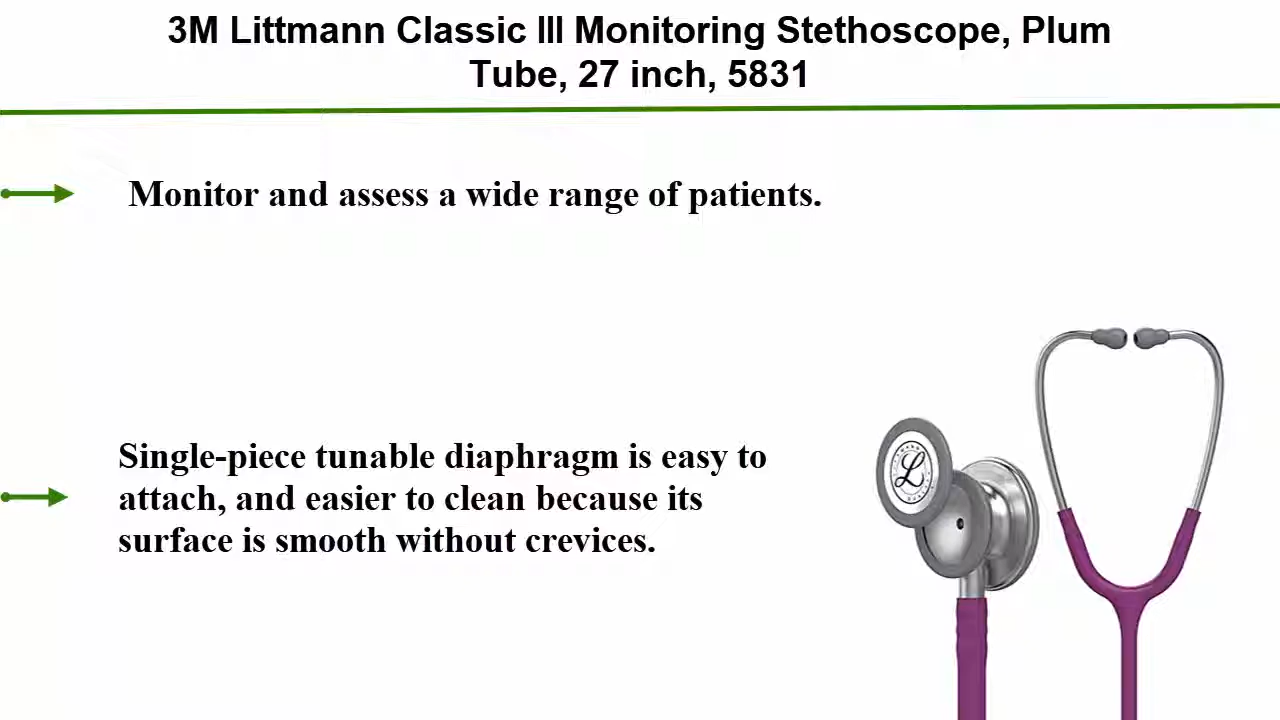 3M Littmann Classic III Monitoring Stethoscope, Plum
Tube, 27 inch, 5831
Monitor and assess a wide range of patients.
Single-piece tunable diaphragm is easy to
attach, and easier to clean because its
surface is smooth without crevices.
L